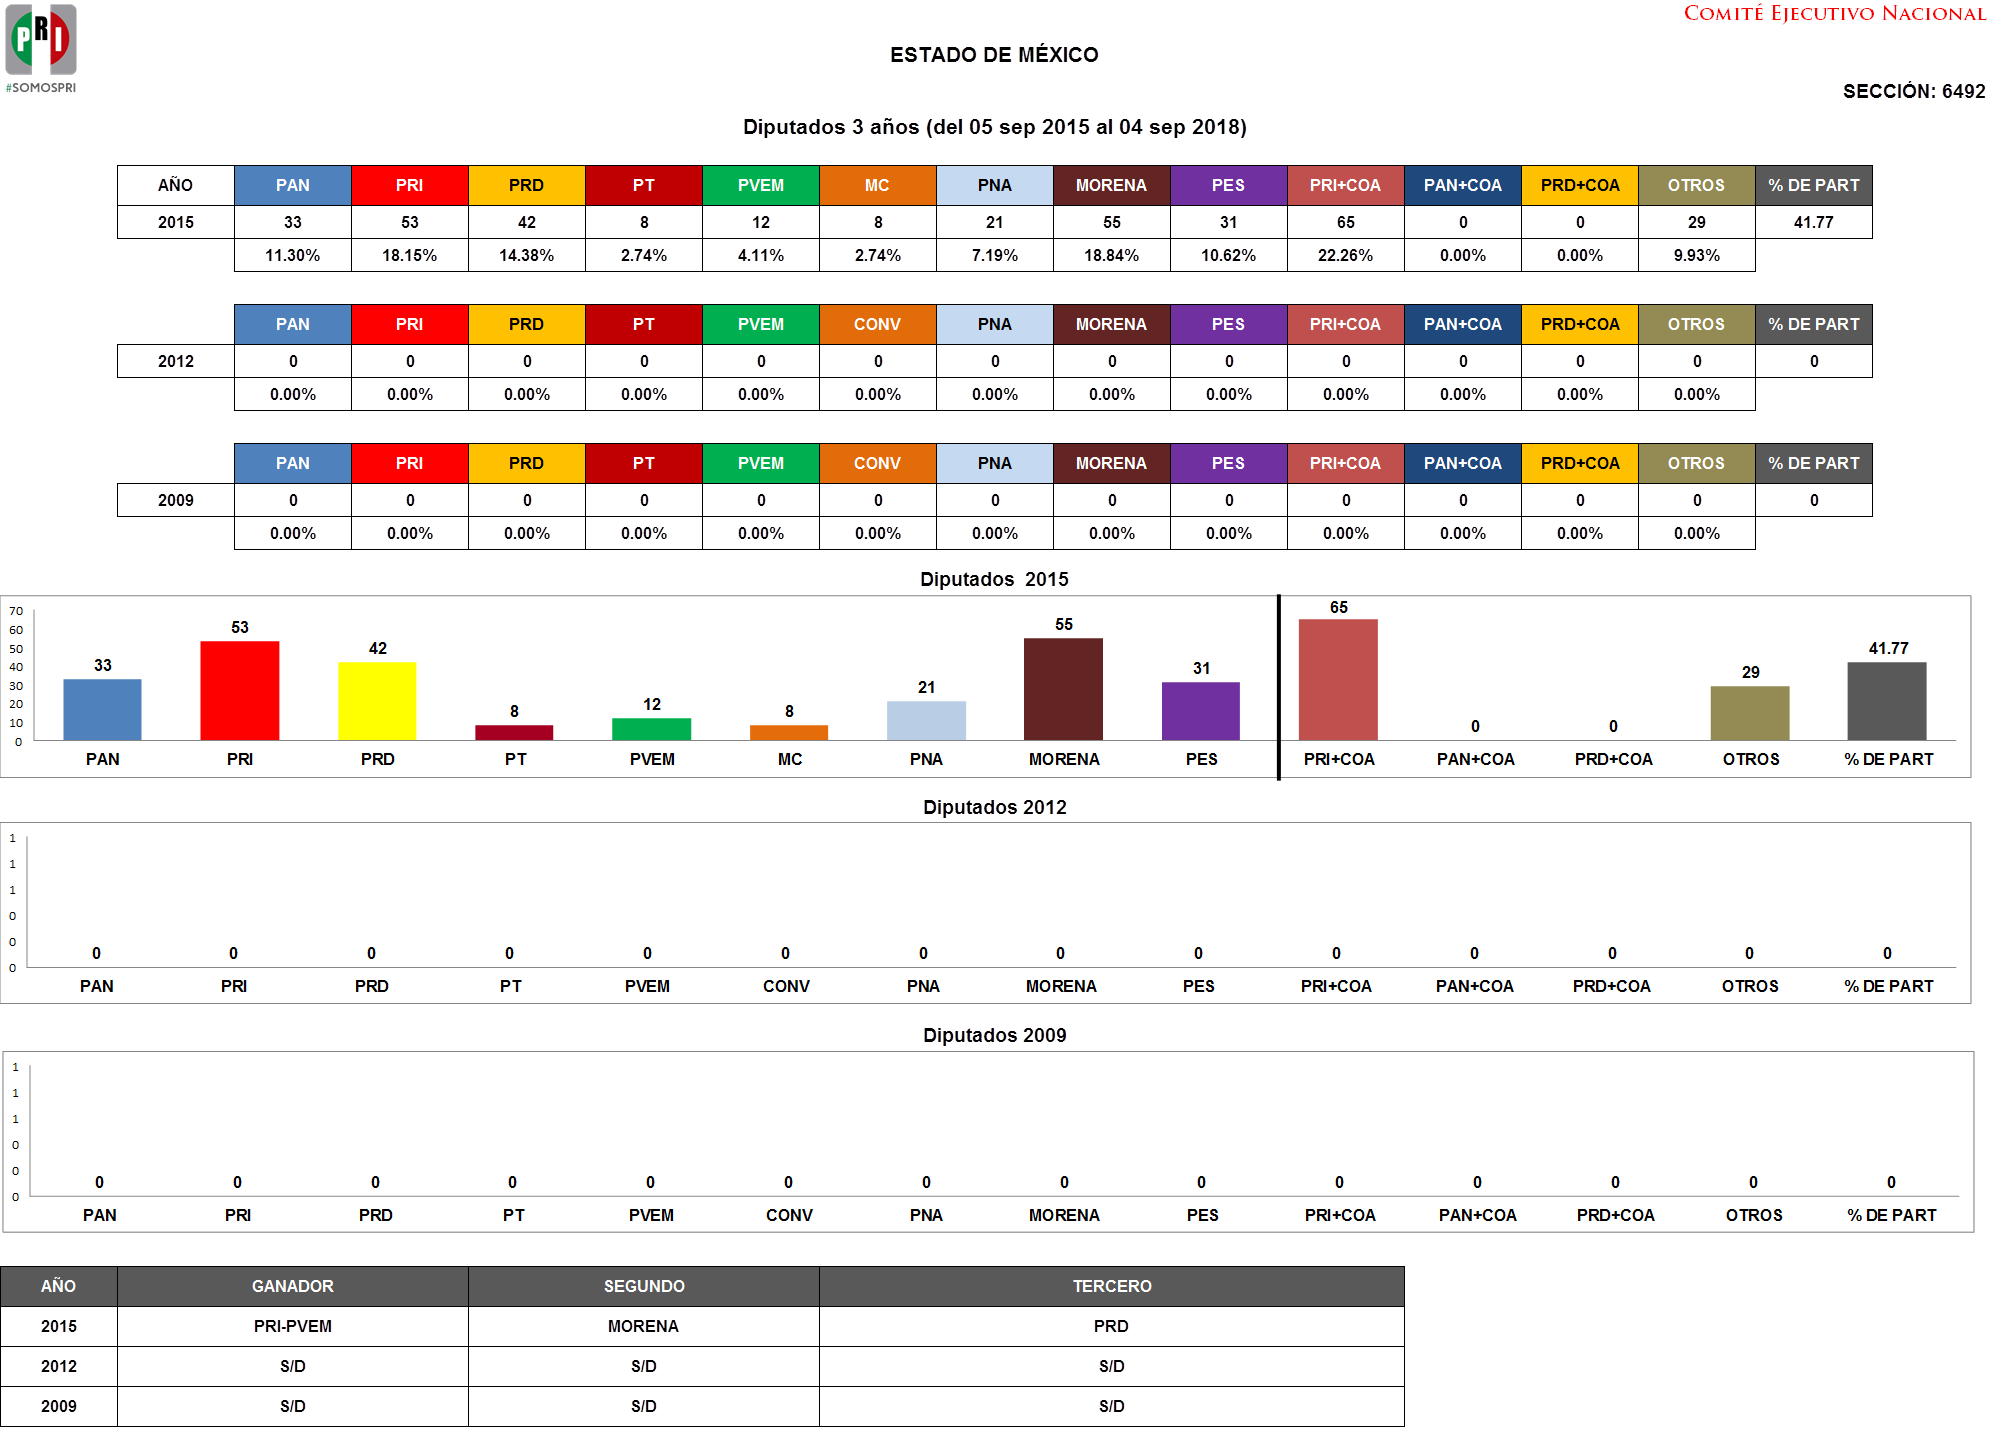 PRI
#SOMOSPRI
COMITÉ EJECUTIVO NACIONAL
ESTADO DE MÉXICO
SECCIÓN: 6492
Diputados 3 años (del 05 sep 2015 al 04 sep 2018)
AÑO PAN PRI PRD PT PVEM MC PNA MORENA PES PRI+COA PAN+COA PRD+COA OTROS % DE PART
2015 33 53 42 8 12 8 21 55 31 65 0 0 29 41.77
11.30% 18.15% 14.38% 2.74% 4.11% 2.74% 7.19% 18.84% 10.62% 22.26% 0.00% 0.00% 9.93%
PAN PRI PRD PT PVEM CONV PNA MORENA PES PRI+COA PAN+COA PRD+COA OTROS % DE PART
2012 0 0 0 0 0 0 0 0 0 0 0 0 0 0
0.00% 0.00% 0.00% 0.00% 0.00% 0.00% 0.00% 0.00% 0.00% 0.00% 0.00% 0.00% 0.00%
PAN PRI PRD PT PVEM CONV PNA MORENA PES PRI+COA PAN+COA PRD+COA OTROS % DE PART
2009 0 0 0 0 0 0 0 0 0 0 0 0 0 0
0.00% 0.00% 0.00% 0.00% 0.00% 0.00% 0.00% 0.00% 0.00% 0.00% 0.00% 0.00% 0.00%
Diputados 2015
70
60
50
40
30
20
10
0
33 53 42 8 12 8 21 55 31 65 0 0 29 41.77
PAN PRI PRD PT PVEM MC PNA MORENA PES PRI+COA PAN+COA PRD+COA OTROS % DE PART
Diputados 2012
1
1
1
0
0
0
0 0 0 0 0 0 0 0 0 0 0 0 0 0
PAN PRI PRD PT PVEM CONV PNA MORENA PES PRI+COA PAN+COA PRD+COA OTROS % DE PART
Diputados 2009
1
1
1
0
0
0
0 0 0 0 0 0 0 0 0 0 0 0 0 0
PAN PRI PRD PT PVEM CONV PNA MORENA PES PRI+COA PAN+COA PRD+COA OTROS % DE PART
AÑO GANADOR SEGUNDO TERCERO
2015 PRI-PVEM MORENA PRD
2012 S/D S/D S/D
2009 S/D S/D S/D